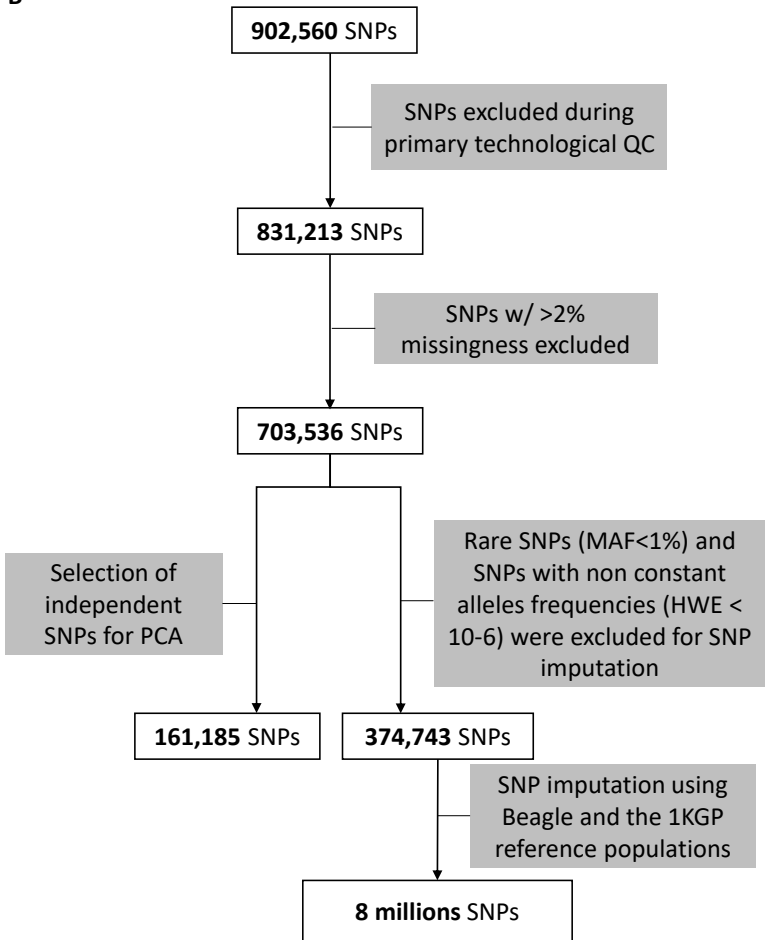 902,560 SNPs
SNPs excluded during
primary technological QC
831,213 SNPs
SNPs w/ >2%
missingness excluded
703,536 SNPs
Selection of
independent
SNPs for PCA
Rare SNPs (MAF<1%) and
SNPs with non constant
alleles frequencies (HWE <
10-6) were excluded for SNP
imputation
161,185 SNPs
374,743 SNPs
SNP imputation using
Beagle and the 1KGP
reference populations
8 millions SNPs